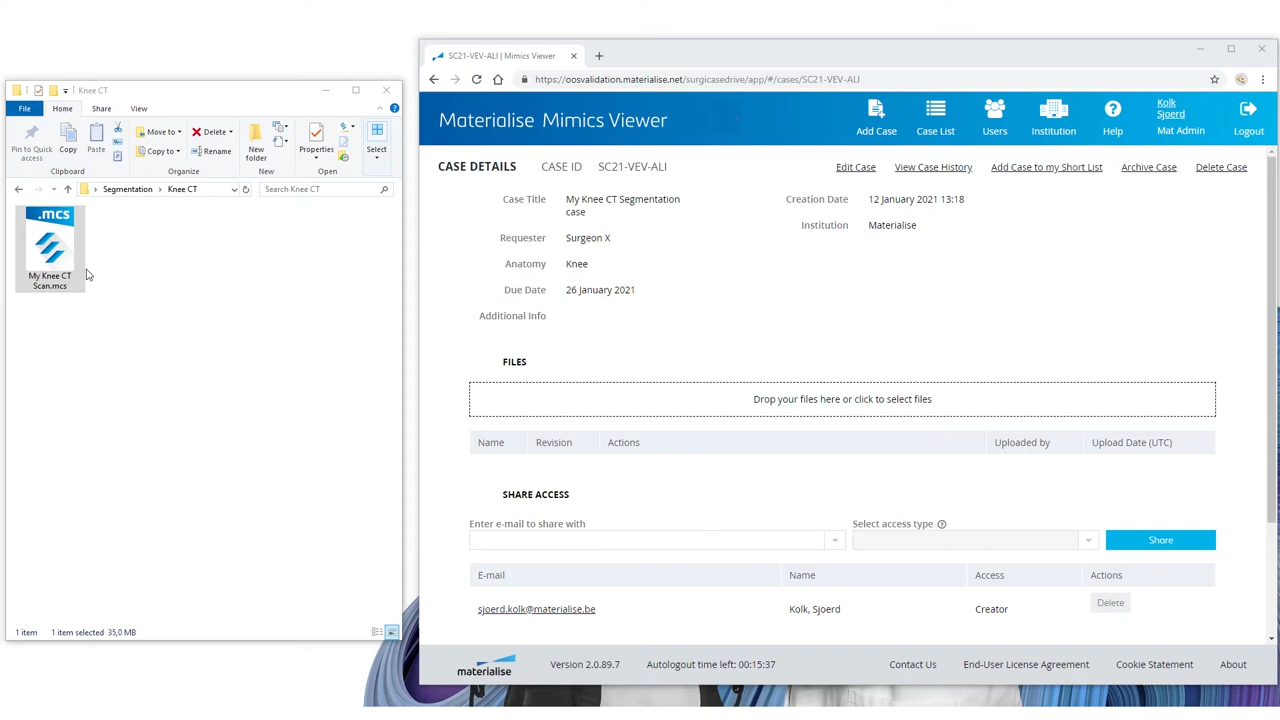 Knee CT
File Home Share View
Pin to Quick access
Copy
Paste
Move to
Copy to
Delete
Rename
New folder
Properties
Select
Clipboard Organize New Open
Segmentation Knee CT
Search Knee CT
.mcs
My Knee CT
Scan.mcs
1 item 1 item selected 35,0 MB
SC21-VEV-ALI | Mimics Viewer
https://oosvalidation.materialise.net/surgicasedrive/app/#/cases/SC21-VEV-ALI
Materialise Mimics Viewer
Add Case
Case List
Users
Institution
Help
Kolk
Sjoerd
Mat Admin
Logout
CASE DETAILS CASE ID SC21-VEV-ALI
Edit Case View Case History Add Case to my Short List Archive Case Delete Case
Case Title My Knee CT Segmentation
case
Creation Date 12 January 2021 13:18
Requester Surgeon X
Institution Materialise
Anatomy Knee
Due Date 26 January 2021
Additional Info
FILES
Drop your files here or click to select files
Name Revision Actions Uploaded by Upload Date (UTC)
SHARE ACCESS
Enter e-mail to share with
Select access type
Share
E-mail Name Access Actions
sjoerd.kolk@materialise.be Kolk, Sjoerd Creator Delete
materialise
Version 2.0.89.7 Autologout time left: 00:15:37 Contact Us End-User License Agreement Cookie Statement About